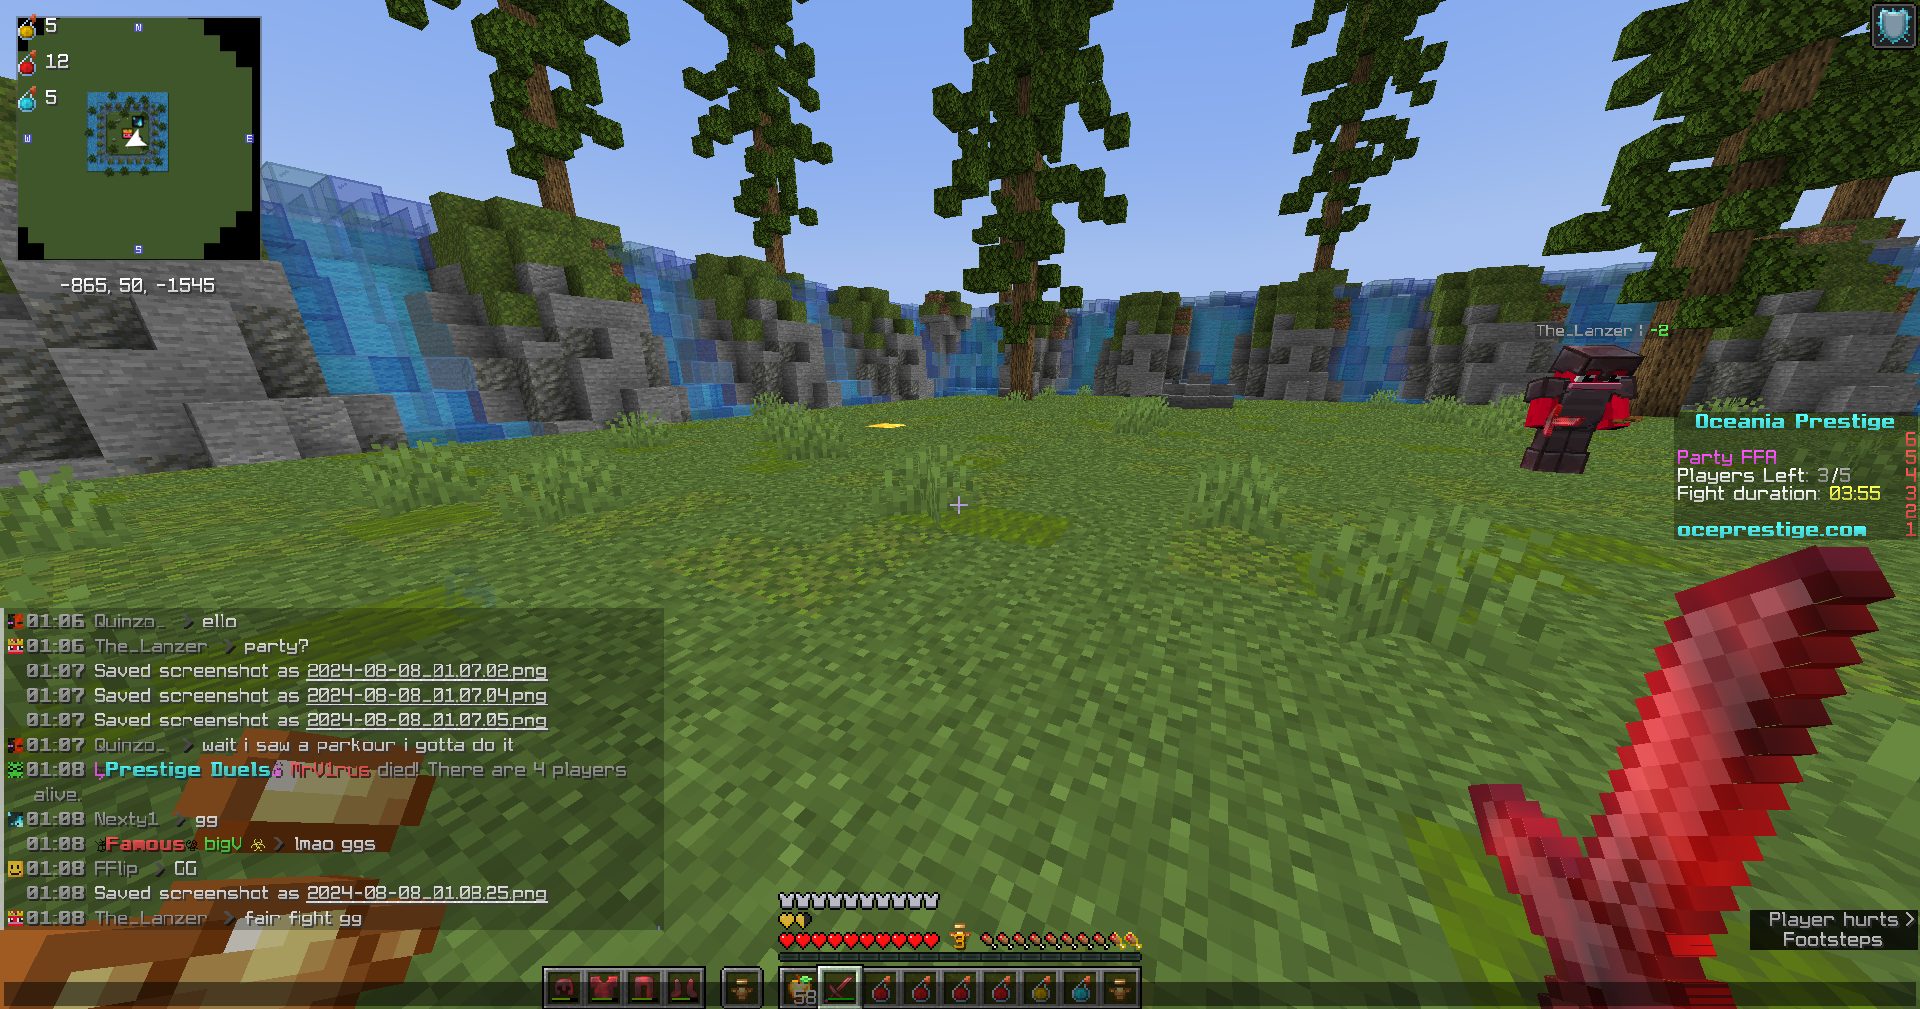 5
N
12
5
W
E
S
-865, 50, -1545
The_Lanzer | -2
Oceania Prestige
6
Party FFA 5
Players Left: 3/5 4
Fight duration: 03:55 3
2
oceprestige.com 1
01:06 Quinzo_ > ello
01:06 The_Lanzer > party?
01:07 Saved screenshot as 2024-08-08_01.07.02.png
01:07 Saved screenshot as 2024-08-08_01.07.04.png
01:07 Saved screenshot as 2024-08-08_01.07.05.png
01:07 Quinzo_ > wait i saw a parkour i gotta do it
01:08 Prestige Duels MrV1rus died! There are 4 players
alive.
01:08 Nexty1 > gg
01:08 Famous bigV > lmao ggs
01:08 FFlip > GG
01:08 Saved screenshot as 2024-08-08_01.08.25.png
01:08 The_Lanzer > fair fight gg
Player hurts >
Footsteps
58